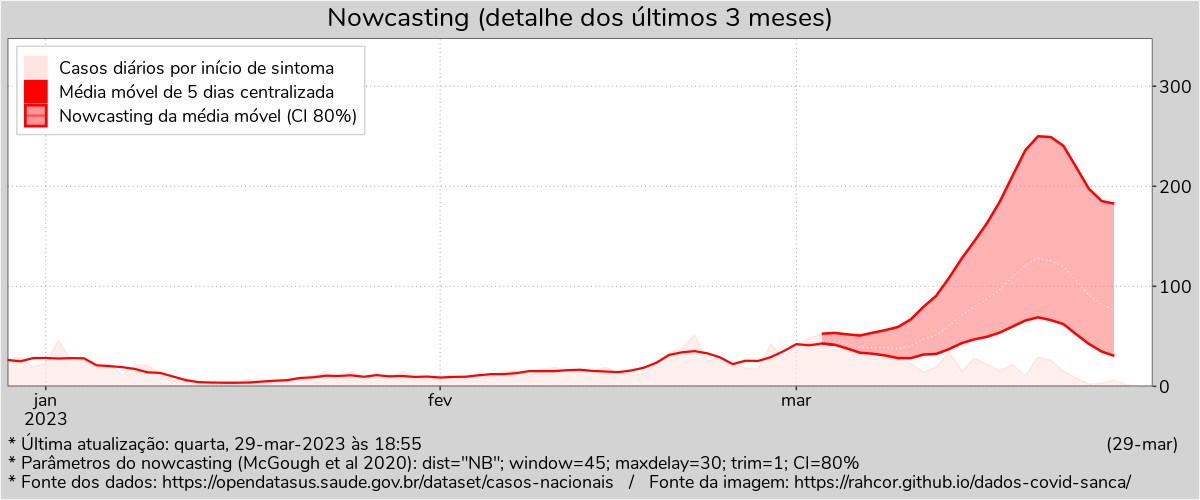 Nowcasting (detalhe dos últimos 3 meses)
Casos diários por início de sintoma
Média móvel de 5 dias centralizada
Nowcasting da média móvel (CI 80%)
300
200
100
0
jan
2023
fev
mar
* Última atualização: quarta, 29-mar-2023 às 18:55
(29-mar)
* Parâmetros do nowcasting (McGough et al 2020): dist="NB"; window=45; maxdelay=30; trim=1; CI=80%
* Fonte dos dados: https://opendatasus.saude.gov.br/dataset/casos-nacionais / Fonte da imagem: https://rahcor.github.io/dados-covid-sanca/